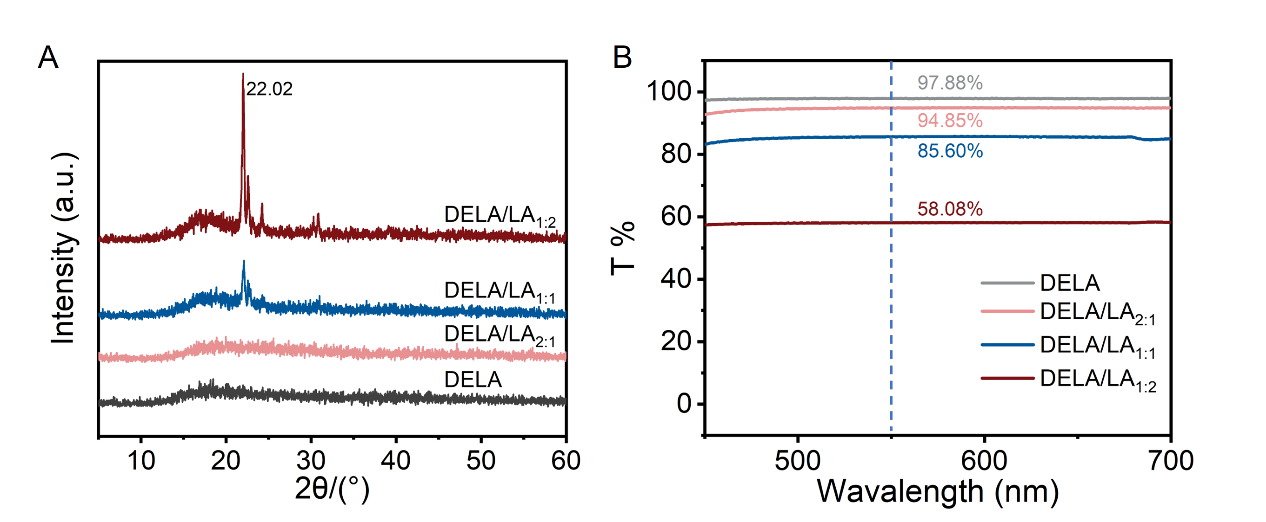 A
22.02
DELA/LA1:2
DELA/LA1:1
DELA/LA2:1
DELA
Intensity (a.u.)
10 20 30 40 50 60
2θ/(°)
B
97.88%
94.85%
85.60%
58.08%
DELA
DELA/LA2:1
DELA/LA1:1
DELA/LA1:2
T %
100
80
60
40
20
0
500 600 700
Wavalength (nm)